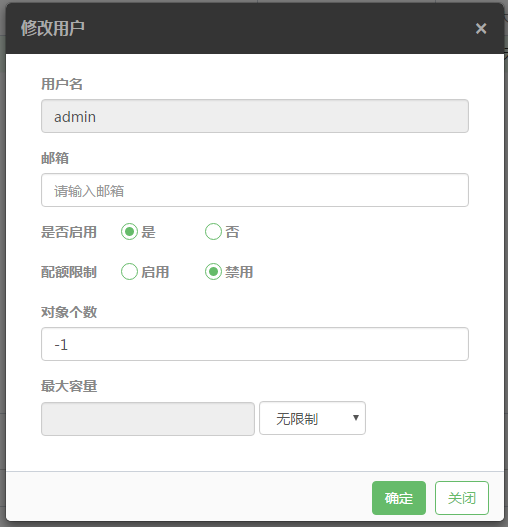 修改用户 ×
用户名
admin
邮箱
请输入邮箱
是否启用 是 否
配额限制 启用 禁用
对象个数
-1
最大容量
无限制
确定 关闭